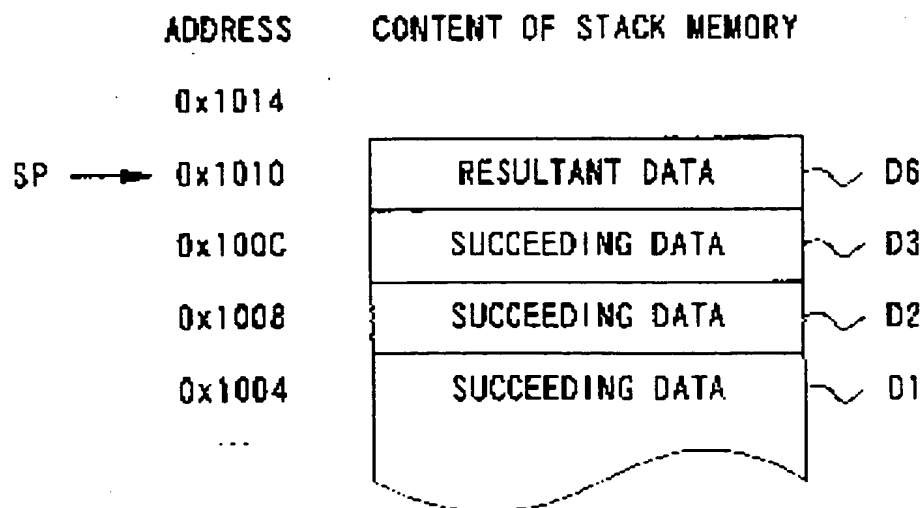 ADDRESS CONTENT OF STACK MEMORY
0x1014
SP 0x1010 RESULTANT DATA D6
0x100C SUCCEEDING DATA D3
0x1008 SUCCEEDING DATA D2
0x1004 SUCCEEDING DATA D1
...